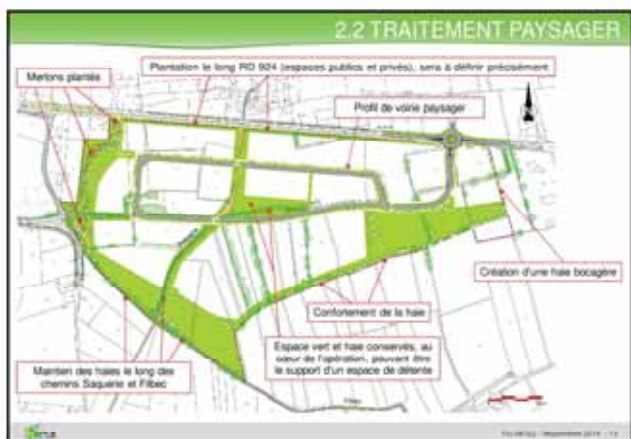 2.2 TRAITEMENT PAYSAGER
Plantation le long RD 924 (espaces publics et privés), sera à définir précisément
Merlons plantés
Profil de voirie paysager
Création d'une haie bocagère
Confortement de la haie
Espace vert et haie conservés, au
cœur de l'opération, pouvant être
le support d'un espace de détente
Maintien des haies le long des
chemins Saquerie et Filbec